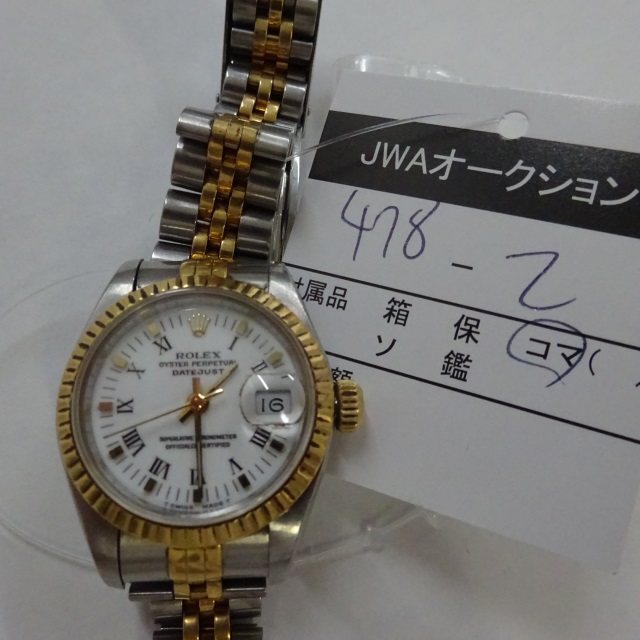 ROLEX
OYSTER PERPETUAL
DATEJUST
16
SUPERLATIVE CHRONOMETER
OFFICIALLY CERTIFIED
JWAオークション
478-2
付属品 箱 保 コマ(
ソ 鑑